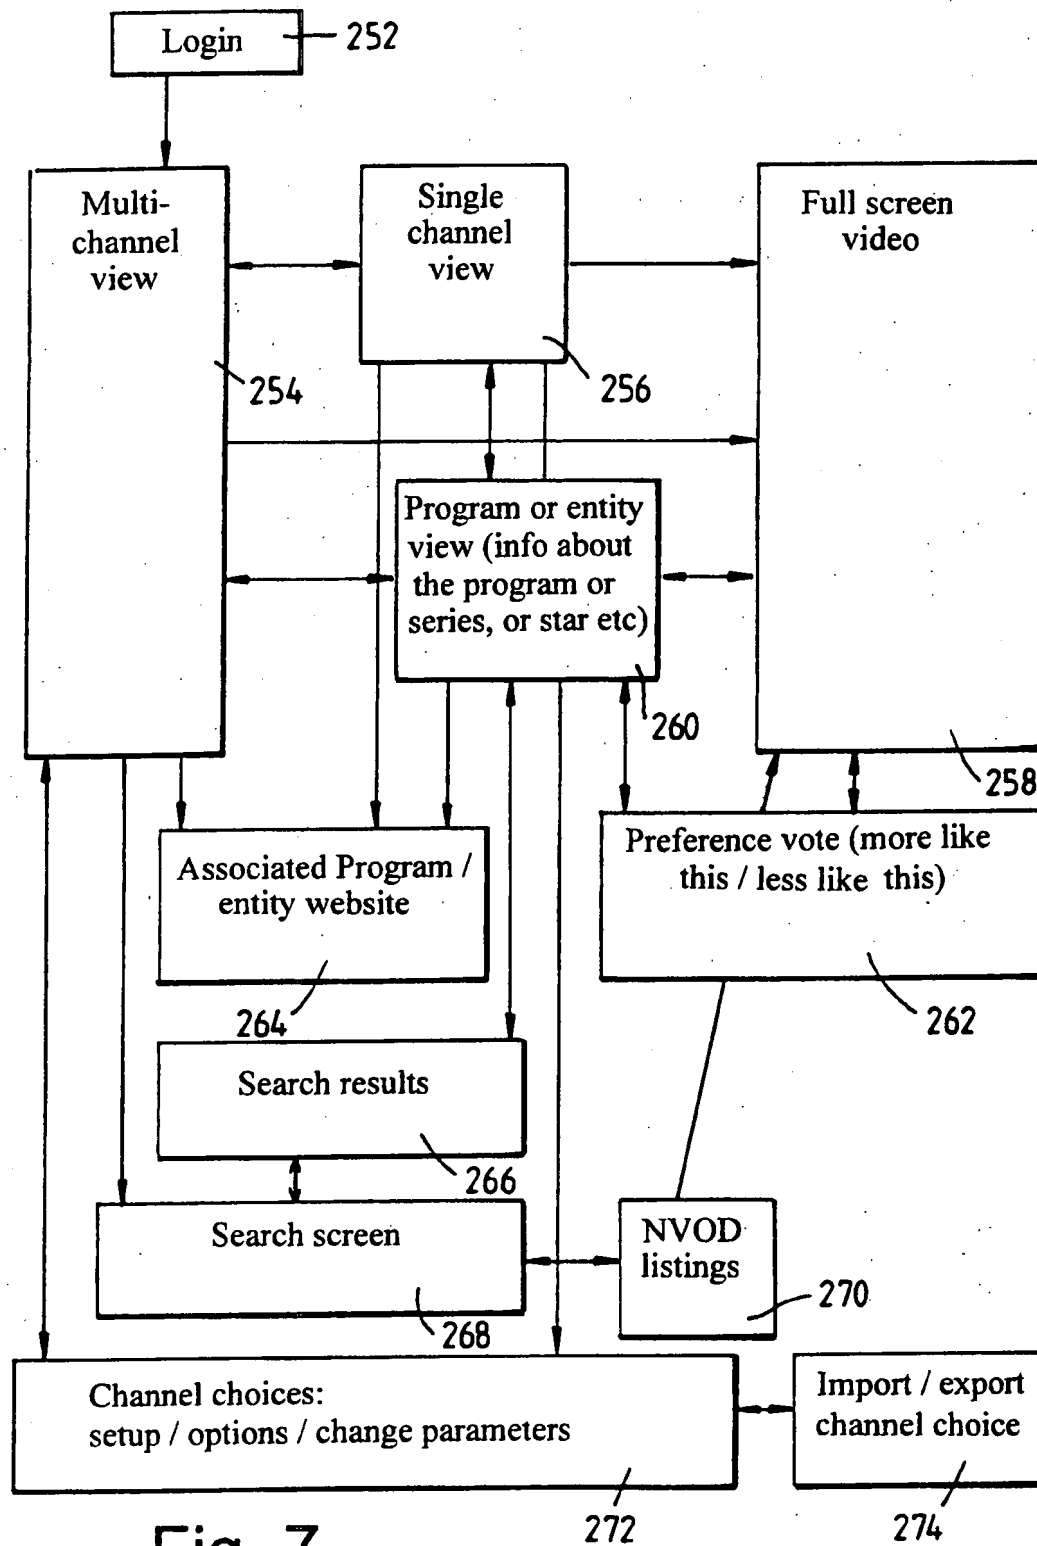 Login
252
Multi-
channel
view
254
Single
channel
view
256
Full screen
video
258
Program or entity
view (info about
the program or
series, or star etc)
260
Associated Program /
entity website
264
Preference vote (more like
this / less like this)
262
Search results
266
Search screen
268
NVOD
listings
270
Channel choices:
setup / options / change parameters
272
Import / export
channel choice
274
Fig. 7